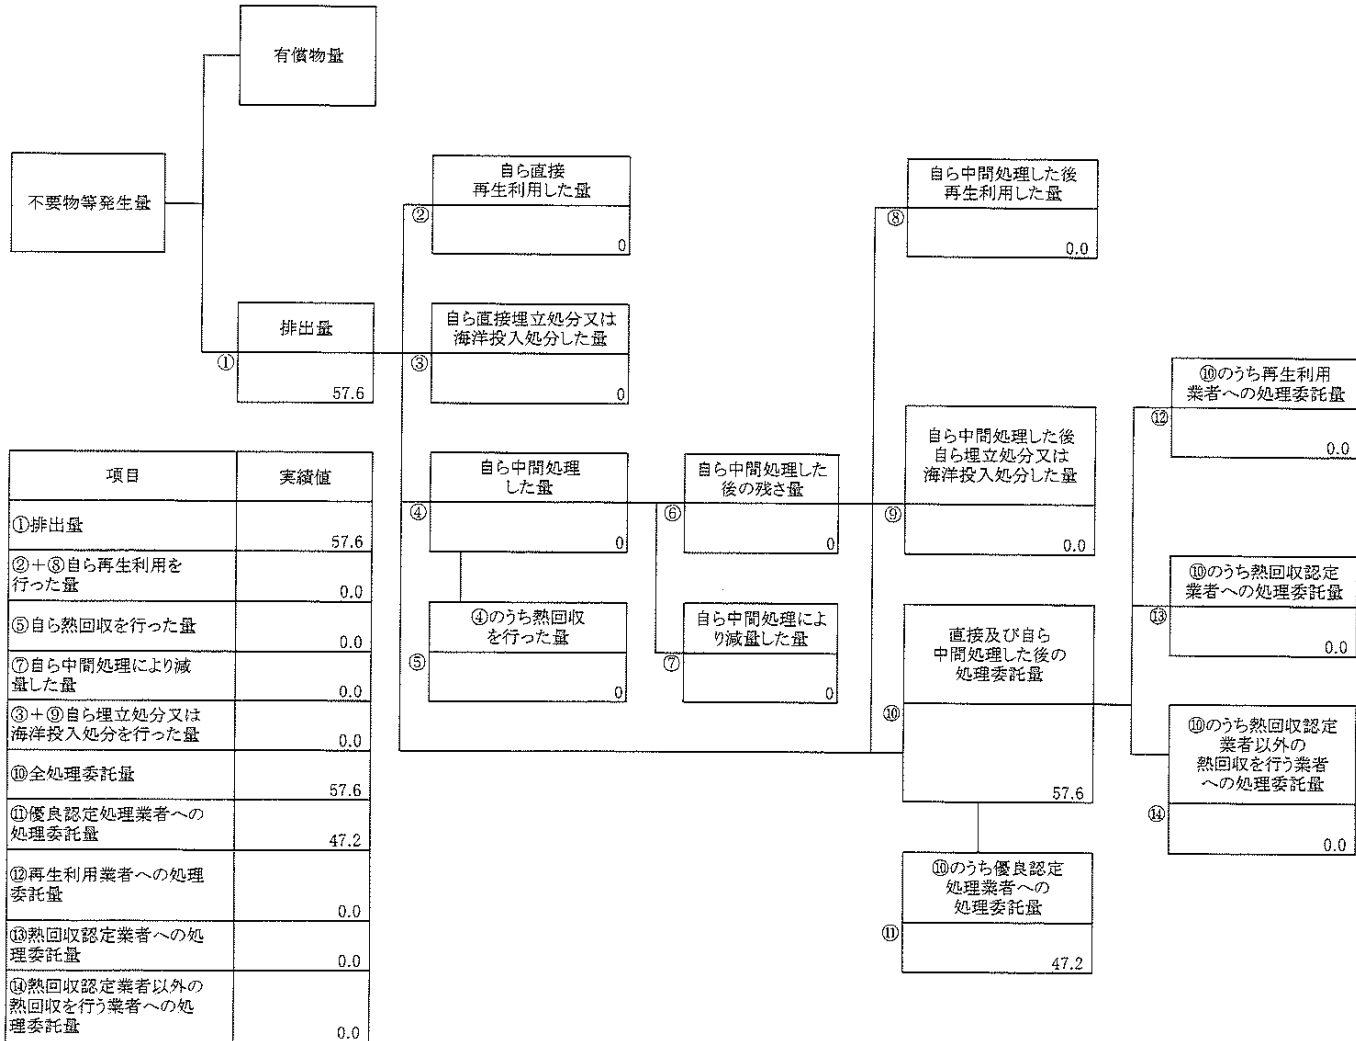 有償物量
不要物等発生量
自ら直接
再生利用した量
②
0
自ら中間処理した後
再生利用した量
⑧
0.0
排出量
①
57.6
自ら直接埋立処分又は
海洋投入処分した量
③
0
⑩のうち再生利用
業者への処理委託量
⑫
0.0
自ら中間処理
した量
④
0
自ら中間処理した
後の残さ量
⑥
0
自ら中間処理した後
自ら埋立処分又は
海洋投入処分した量
⑨
0.0
⑩のうち熱回収認定
業者への処理委託量
⑬
0.0
④のうち熱回収
を行った量
⑤
0
自ら中間処理によ
り減量した量
⑦
0
直接及び自ら
中間処理した後の
処理委託量
⑩
57.6
⑩のうち熱回収認定
業者以外の
熱回収を行う業者
への処理委託量
⑭
0.0
⑩のうち優良認定
処理業者への
処理委託量
⑪
47.2
項目 実績値
①排出量
57.6
②+⑧自ら再生利用を
行った量
0.0
⑤自ら熱回収を行った量
0.0
⑦自ら中間処理により減
量した量
0.0
③+⑨自ら埋立処分又は
海洋投入処分を行った量
0.0
⑩全処理委託量
57.6
⑪優良認定処理業者への
処理委託量
47.2
⑫再生利用業者への処理
委託量
0.0
⑬熱回収認定業者への処
理委託量
0.0
⑭熱回収認定業者以外の
熱回収を行う業者への処
理委託量
0.0